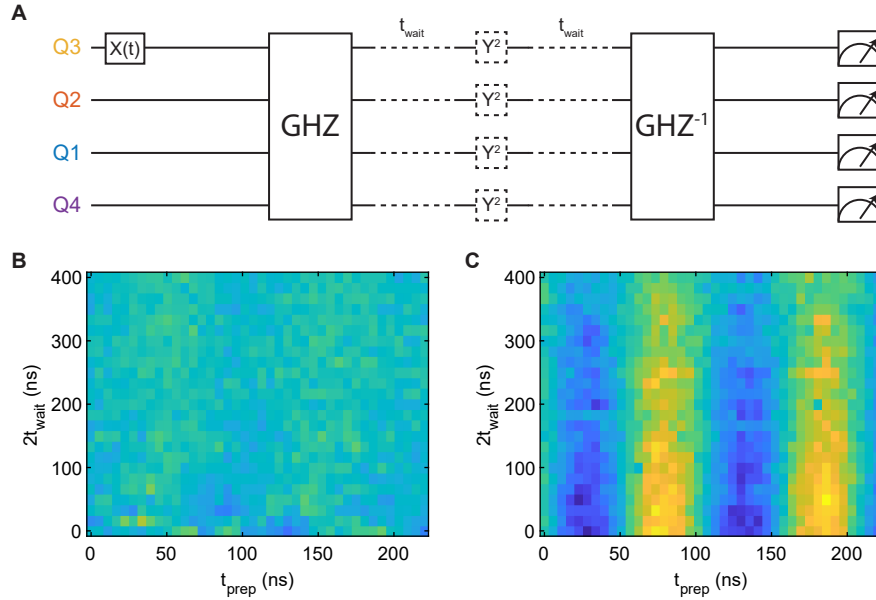 A
t_wait t_wait
Q3 X(t) Y² Y²
Q2 Y²
GHZ GHZ⁻¹
Q1 Y²
Q4 Y²
B C
400 400
300 300
200 200
100 100
0 0
2t_wait (ns) 2t_wait (ns)
0 50 100 150 200 0 50 100 150 200
t_prep (ns) t_prep (ns)